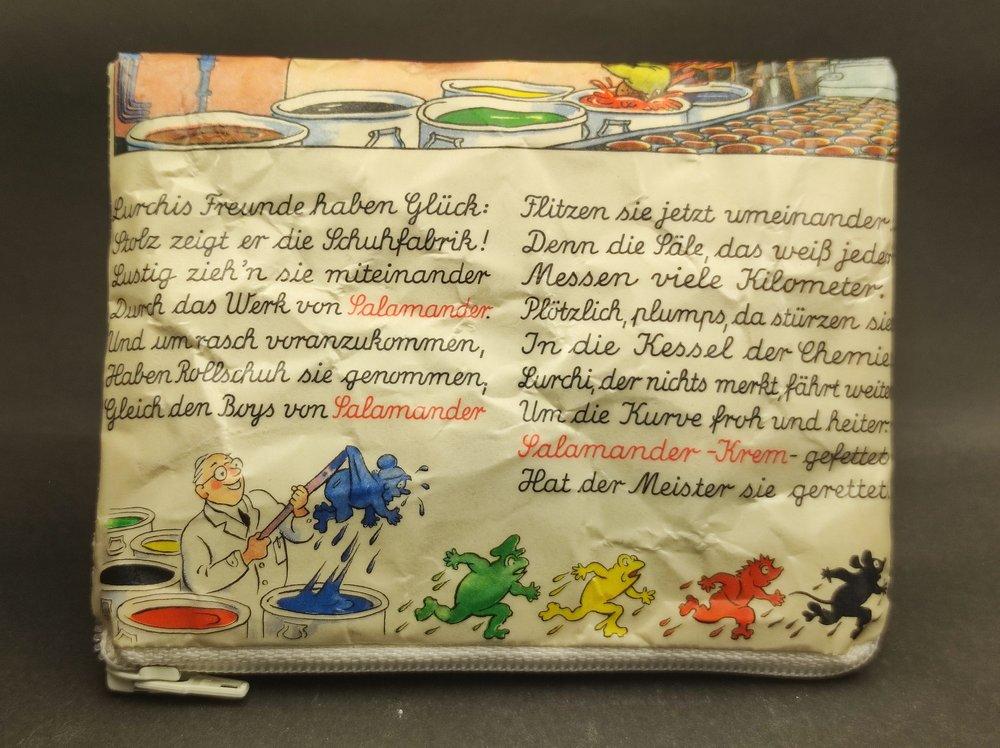 Lurchis Freunde haben Glück:
Stolz zeigt er die Schuhfabrik!
Lustig zieh'n sie miteinander
Durch das Werk von Salamander.
Und um rasch voranzukommen,
Haben Rollschuh sie genommen,
Gleich den Boys von Salamander
Flitzen sie jetzt umeinander
Denn die Säle, das weiß jeder
Messen viele Kilometer.
Plötzlich, plumps, da stürzen sie
In die Kessel der Chemie
Lurchi, der nichts merkt, fährt weite
Um die Kurve froh und heiter.
Salamander-Krem-gefettet
Hat der Meister sie gerettet.